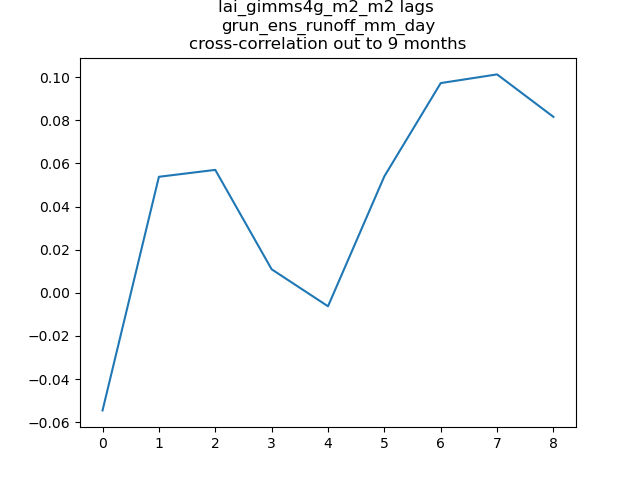 lai_gimms4g_m2_m2 lags
grun_ens_runoff_mm_day
cross-correlation out to 9 months
0.10
0.08
0.06
0.04
0.02
0.00
−0.02
−0.04
−0.06
0 1 2 3 4 5 6 7 8